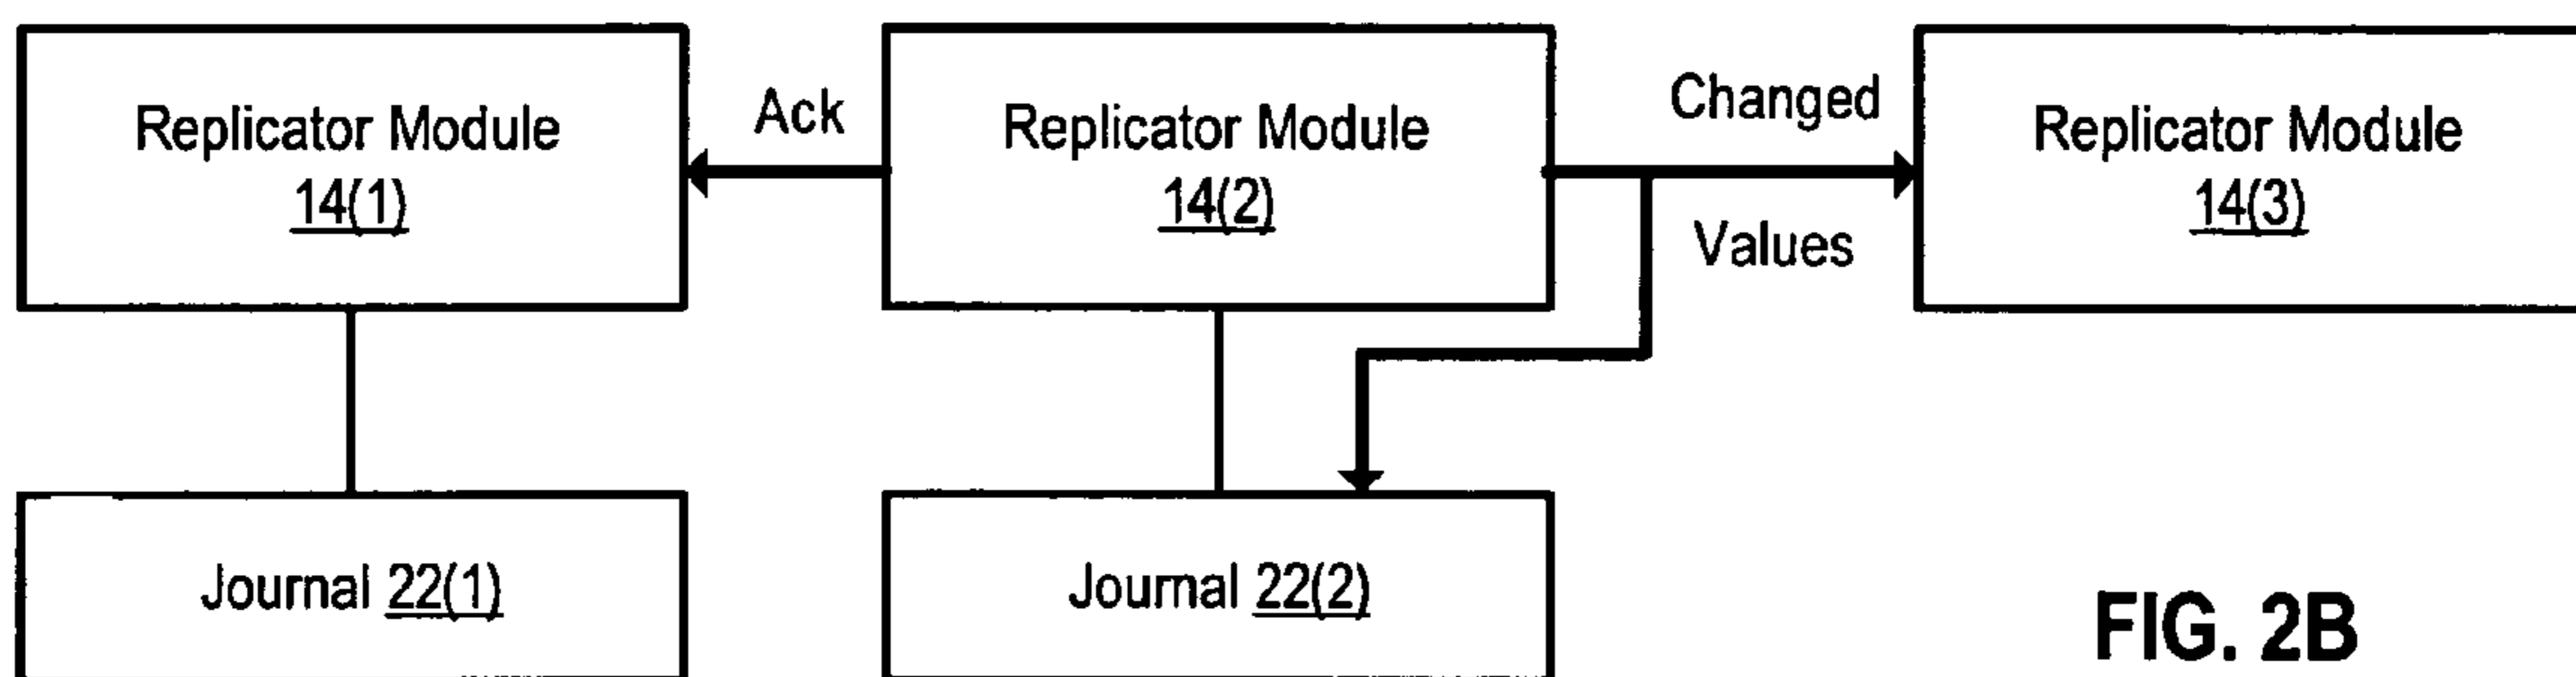 Replicator Module
14(1)
Ack
Replicator Module
14(2)
Changed
Values
Replicator Module
14(3)
Journal 22(1)
Journal 22(2)
FIG. 2B